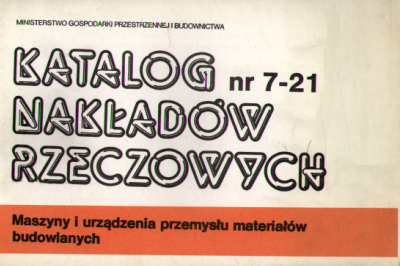 MINISTERSTWO GOSPODARKI PRZESTRZENNEJ I BUDOWNICTWA
KATALOG nr 7-21
NAKŁADÓW
RZECZOWYCH
Maszyny i urządzenia przemysłu materiałów
budowlanych